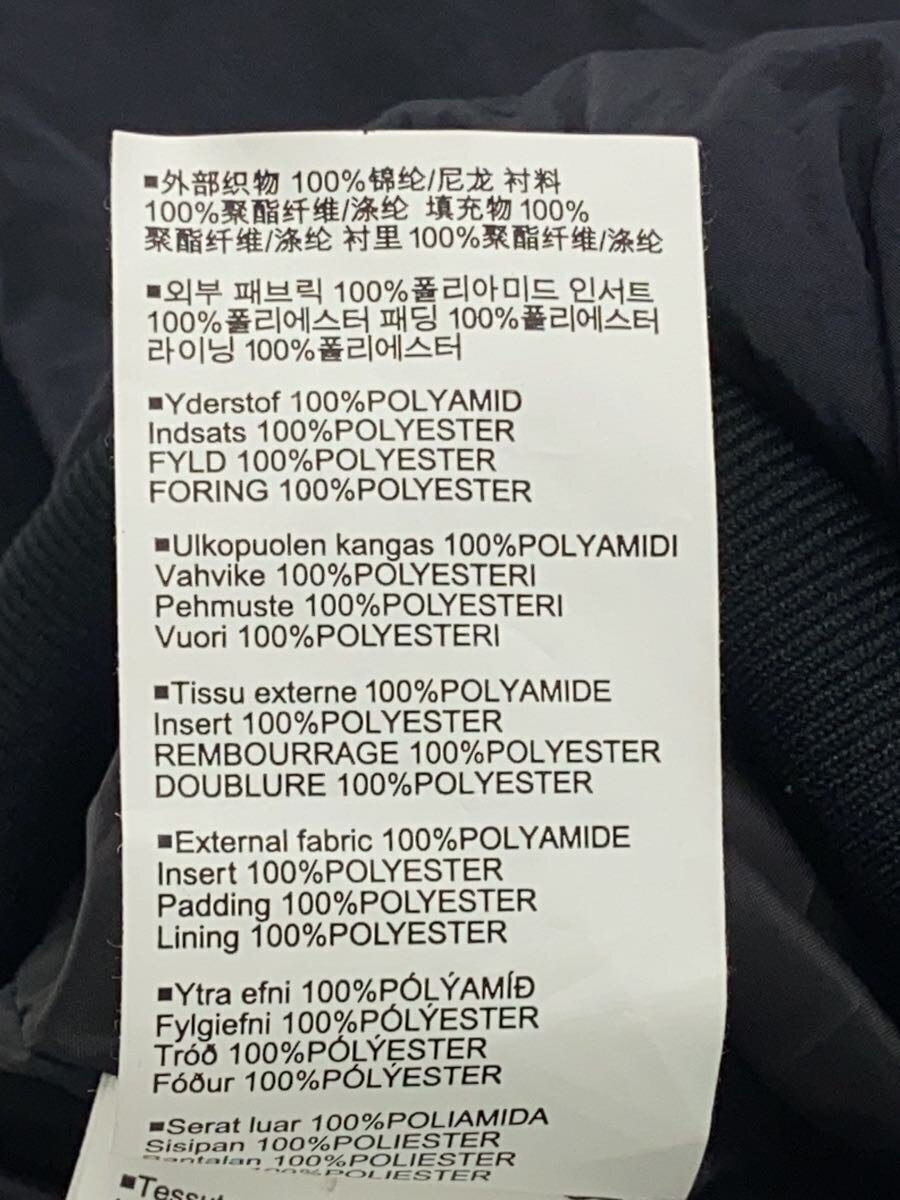 ■外部织物 100%锦纶/尼龙 衬料
100%聚酯纤维/涤纶 填充物 100%
聚酯纤维/涤纶 衬里 100%聚酯纤维/涤纶
■외부 패브릭 100%폴리아미드 인서트
100%폴리에스터 패딩 100%폴리에스터
라이닝 100%폴리에스터
■Yderstof 100%POLYAMID
Indsats 100%POLYESTER
FYLD 100%POLYESTER
FORING 100%POLYESTER
■Ulkopuolen kangas 100%POLYAMIDI
Vahvike 100%POLYESTERI
Pehmuste 100%POLYESTERI
Vuori 100%POLYESTERI
■Tissu externe 100%POLYAMIDE
Insert 100%POLYESTER
REMBOURRAGE 100%POLYESTER
DOUBLURE 100%POLYESTER
■External fabric 100%POLYAMIDE
Insert 100%POLYESTER
Padding 100%POLYESTER
Lining 100%POLYESTER
■Ytra efni 100%PÓLÝAMÍÐ
Fylgiefni 100%PÓLÝESTER
Tróð 100%PÓLÝESTER
Fóður 100%PÓLÝESTER
■Serat luar 100%POLIAMIDA
Sisipan 100%POLIESTER
Bantalan 100%POLIESTER
100%POLIESTER